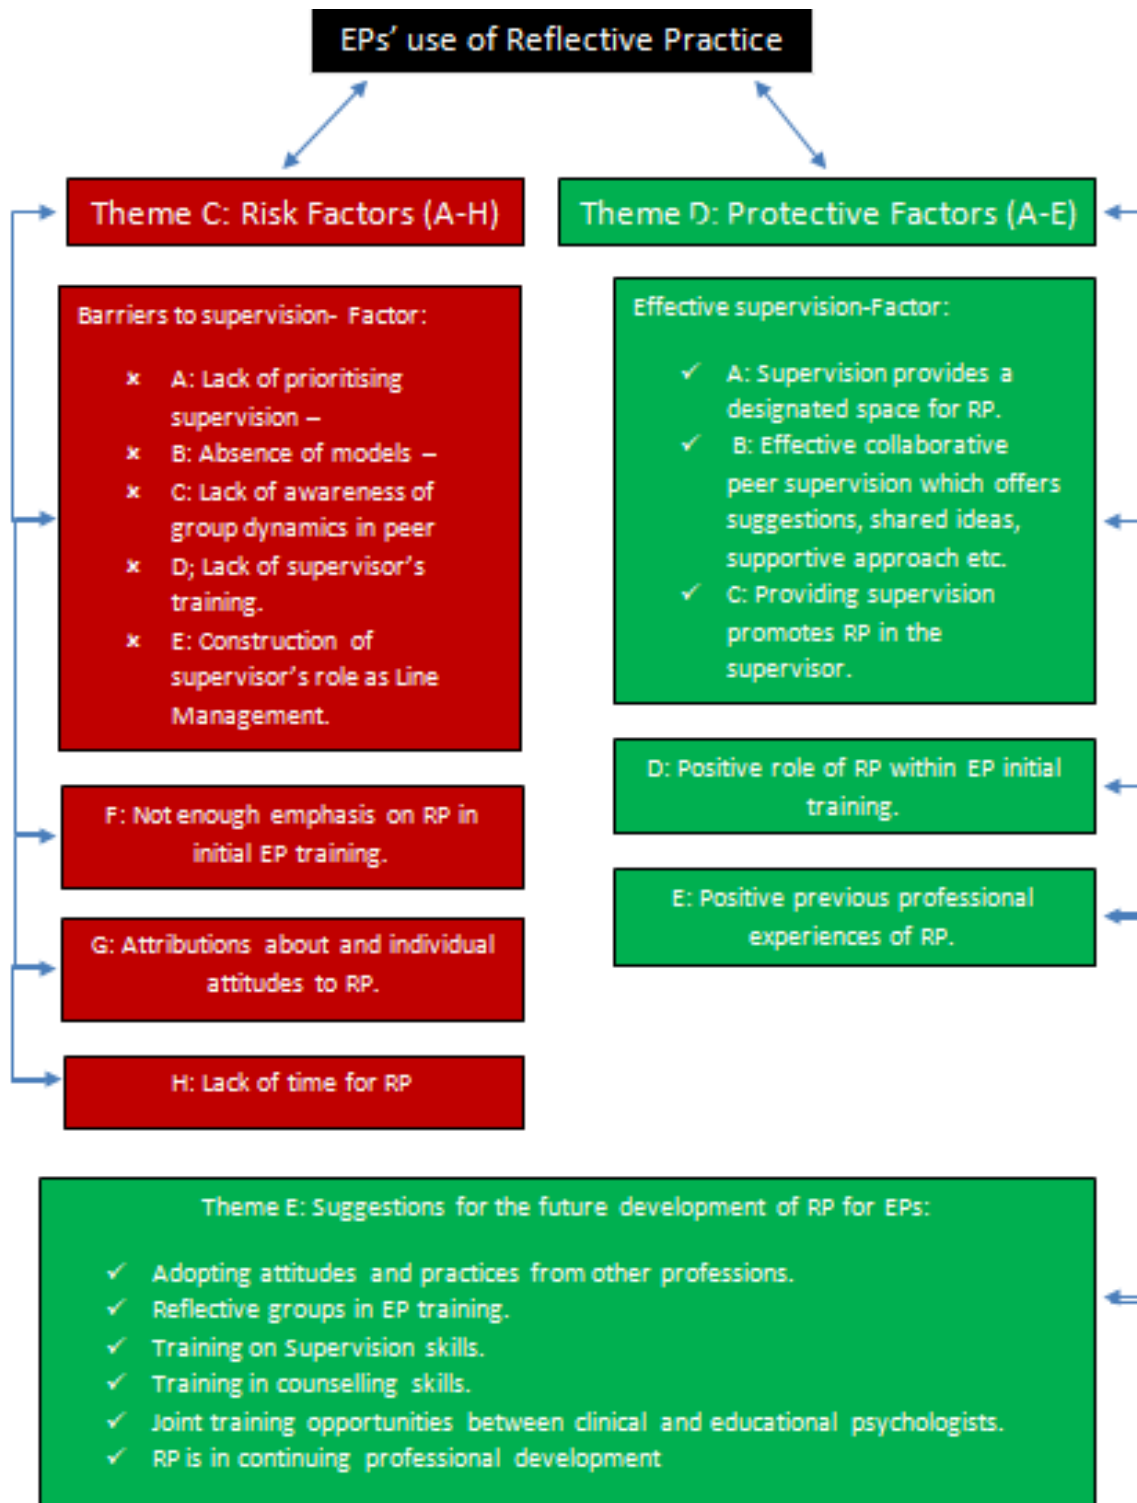 EPs’ use of Reflective Practice
Theme C: Risk Factors (A-H)
Barriers to supervision- Factor:
× A: Lack of prioritising
supervision –
× B: Absence of models –
× C: Lack of awareness of
group dynamics in peer
× D; Lack of supervisor’s
training.
× E: Construction of
supervisor’s role as Line
Management.
F: Not enough emphasis on RP in
initial EP training.
G: Attributions about and individual
attitudes to RP.
H: Lack of time for RP
Theme D: Protective Factors (A-E)
Effective supervision-Factor:
✓ A: Supervision provides a
designated space for RP.
✓ B: Effective collaborative
peer supervision which offers
suggestions, shared ideas,
supportive approach etc.
✓ C: Providing supervision
promotes RP in the
supervisor.
D: Positive role of RP within EP initial
training.
E: Positive previous professional
experiences of RP.
Theme E: Suggestions for the future development of RP for EPs:
✓ Adopting attitudes and practices from other professions.
✓ Reflective groups in EP training.
✓ Training on Supervision skills.
✓ Training in counselling skills.
✓ Joint training opportunities between clinical and educational psychologists.
✓ RP is in continuing professional development